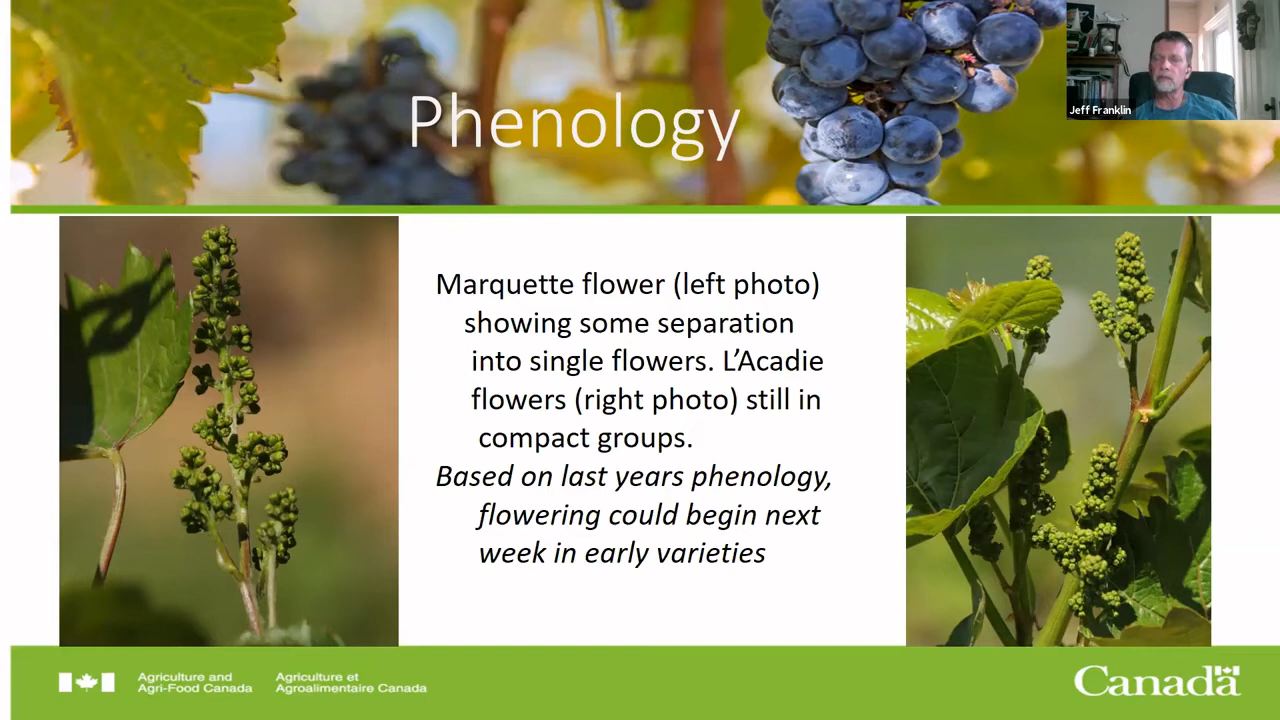 Phenology
Jeff Franklin
Marquette flower (left photo)
showing some separation
into single flowers. L’Acadie
flowers (right photo) still in
compact groups.
Based on last years phenology,
flowering could begin next
week in early varieties
Agriculture and
Agri-Food Canada
Agriculture et
Agroalimentaire Canada
Canada